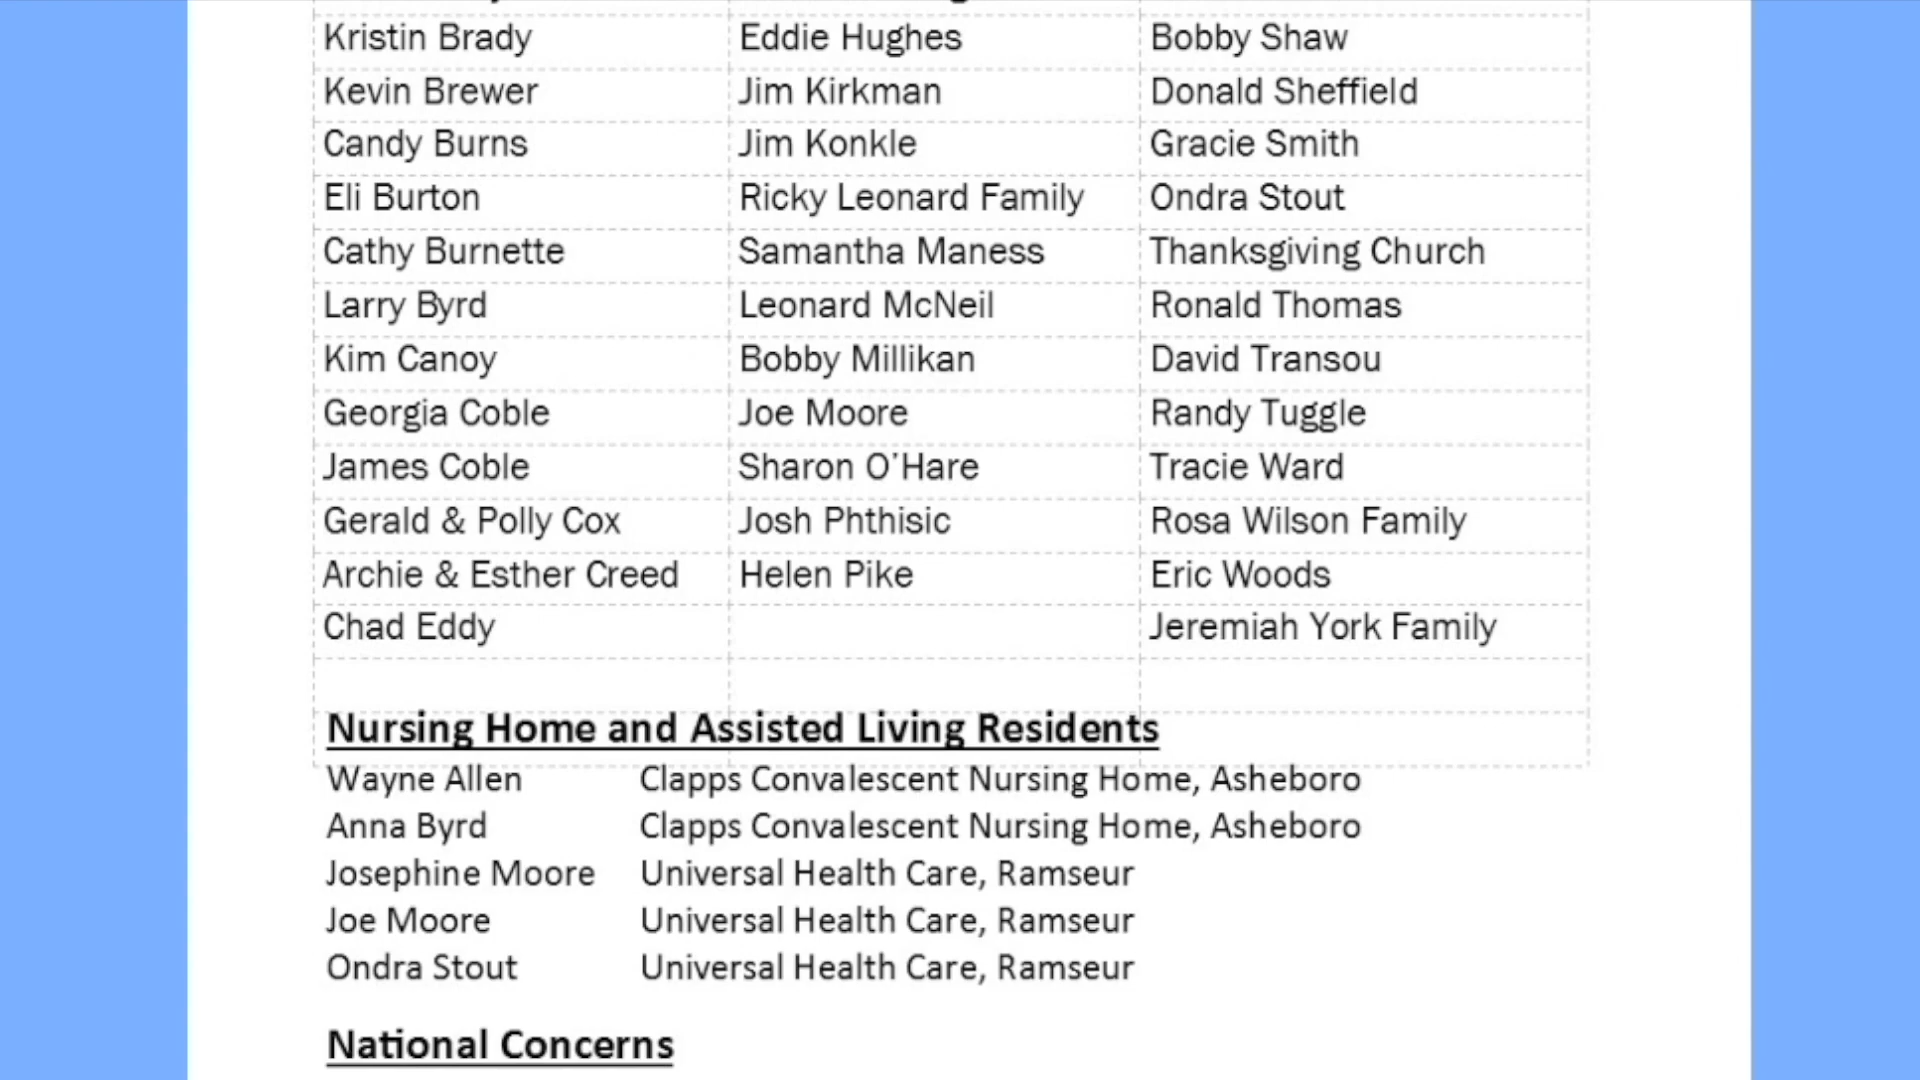 Kristin Brady Eddie Hughes Bobby Shaw
Kevin Brewer Jim Kirkman Donald Sheffield
Candy Burns Jim Konkle Gracie Smith
Eli Burton Ricky Leonard Family Ondra Stout
Cathy Burnette Samantha Maness Thanksgiving Church
Larry Byrd Leonard McNeil Ronald Thomas
Kim Canoy Bobby Millikan David Transou
Georgia Coble Joe Moore Randy Tuggle
James Coble Sharon O'Hare Tracie Ward
Gerald & Polly Cox Josh Phthisic Rosa Wilson Family
Archie & Esther Creed Helen Pike Eric Woods
Chad Eddy Jeremiah York Family
Nursing Home and Assisted Living Residents
Wayne Allen Clapps Convalescent Nursing Home, Asheboro
Anna Byrd Clapps Convalescent Nursing Home, Asheboro
Josephine Moore Universal Health Care, Ramseur
Joe Moore Universal Health Care, Ramseur
Ondra Stout Universal Health Care, Ramseur
National Concerns